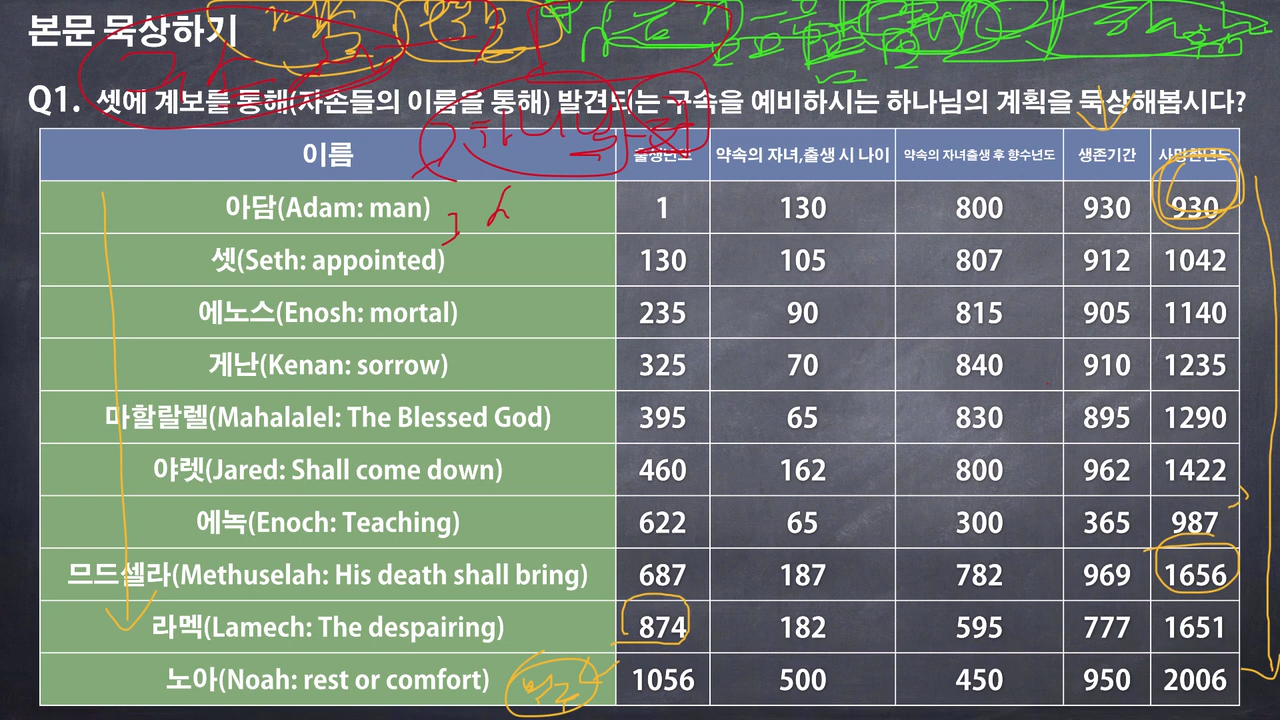 본문 묵상하기
Q1. 셋에 계보를 통해(자손들의 이름을 통해) 발견되는 구속을 예비하시는 하나님의 계획을 묵상해봅시다?
이름 출생년도 약속의 자녀,출생 시 나이 약속의 자녀출생 후 향수년도 생존기간 사망한년도
아담(Adam: man) 1 130 800 930 930
셋(Seth: appointed) 130 105 807 912 1042
에노스(Enosh: mortal) 235 90 815 905 1140
게난(Kenan: sorrow) 325 70 840 910 1235
마할랄렐(Mahalalel: The Blessed God) 395 65 830 895 1290
야렛(Jared: Shall come down) 460 162 800 962 1422
에녹(Enoch: Teaching) 622 65 300 365 987
므드셀라(Methuselah: His death shall bring) 687 187 782 969 1656
라멕(Lamech: The despairing) 874 182 595 777 1651
노아(Noah: rest or comfort) 1056 500 450 950 2006